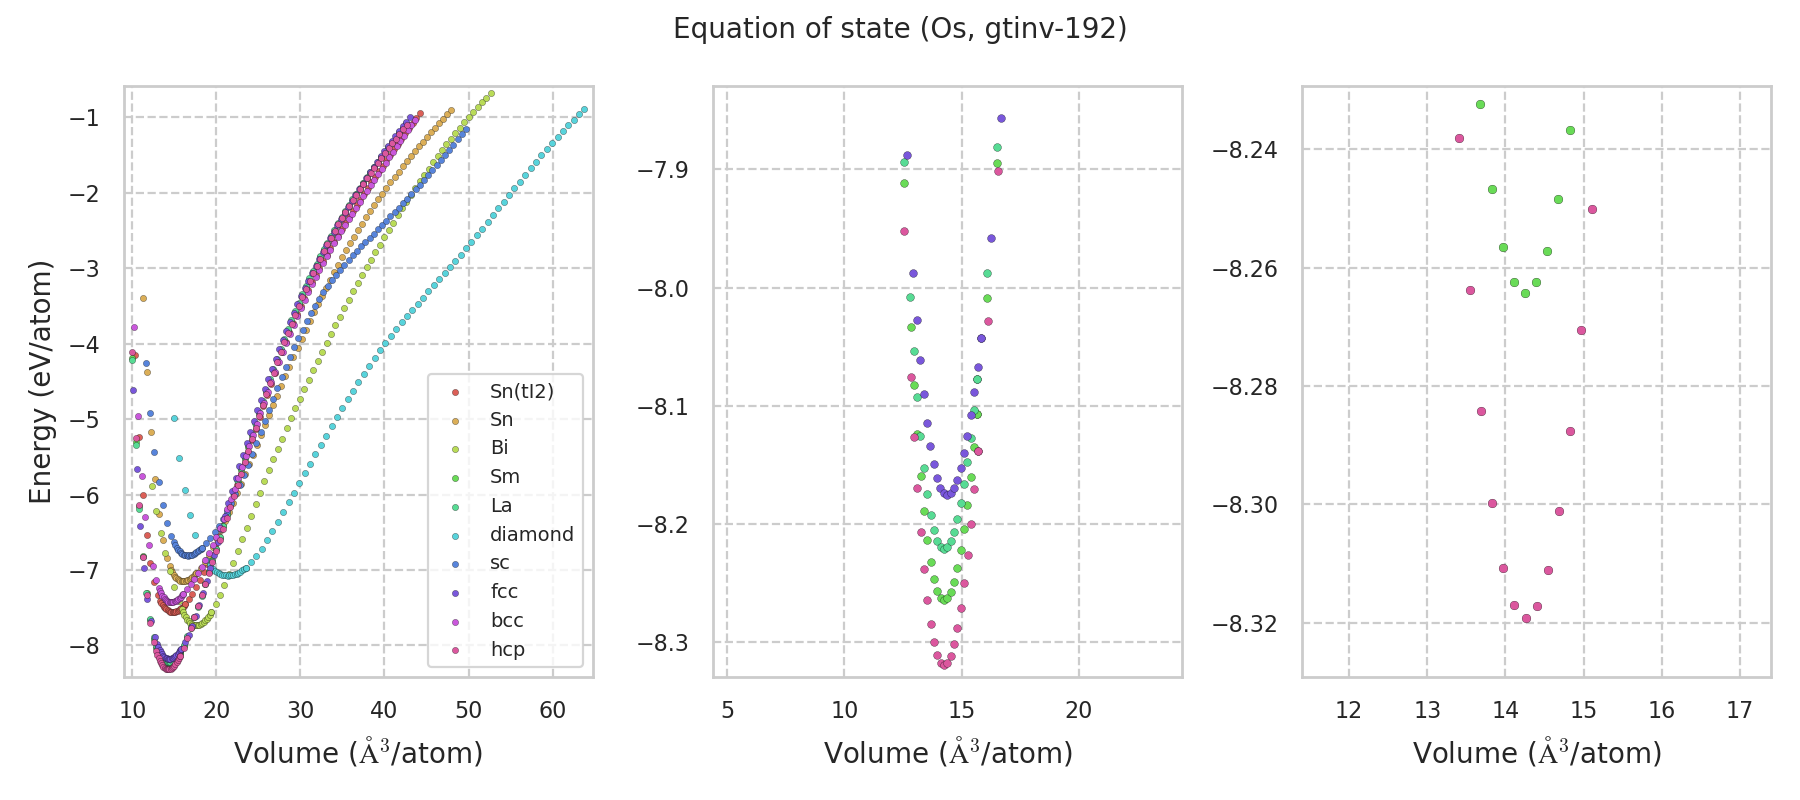 Equation of state (Os, gtinv-192)
Energy (eV/atom)
−1
−2
−3
−4
−5
−6
−7
−8
10 20 30 40 50 60
Volume (Å³/atom)
Sn(tI2)
Sn
Bi
Sm
La
diamond
sc
fcc
bcc
hcp
−7.9
−8.0
−8.1
−8.2
−8.3
5 10 15 20
Volume (Å³/atom)
−8.24
−8.26
−8.28
−8.30
−8.32
12 13 14 15 16 17
Volume (Å³/atom)